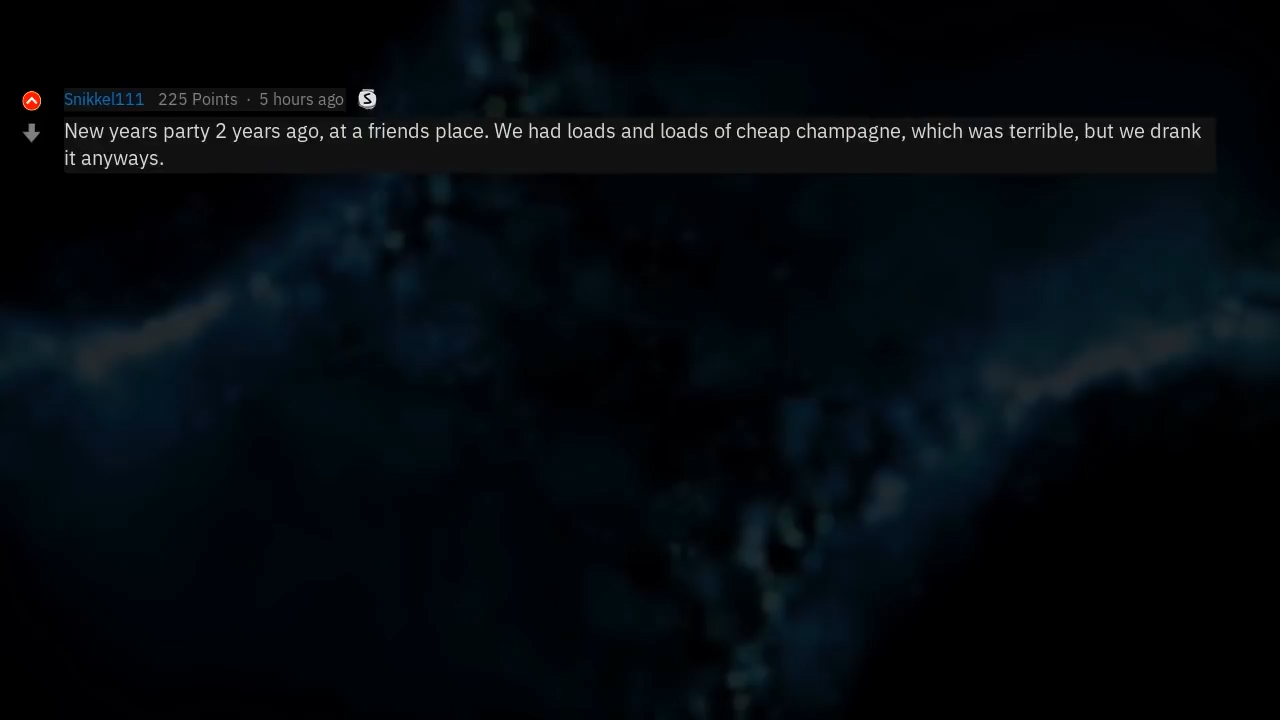 Snikkel111 225 Points · 5 hours ago S
New years party 2 years ago, at a friends place. We had loads and loads of cheap champagne, which was terrible, but we drank
it anyways.